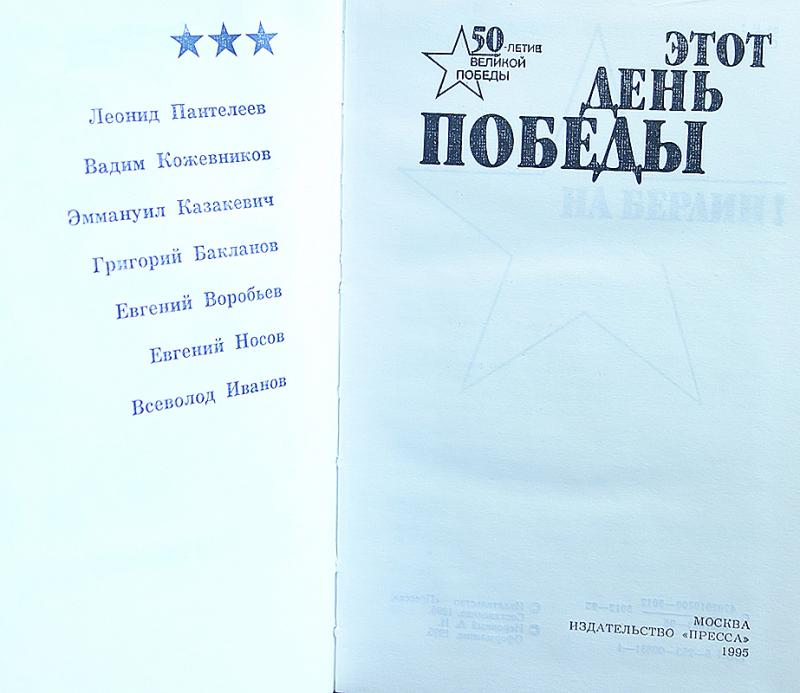 Леонид Пантелеев
Вадим Кожевников
Эммануил Казакевич
Григорий Бакланов
Евгений Воробьев
Евгений Носов
Всеволод Иванов
50-ЛЕТИЕ
ВЕЛИКОЙ
ПОБЕДЫ
ЭТОТ
ДЕНЬ
ПОБЕДЫ
НА БЕРЛИН!
МОСКВА
ИЗДАТЕЛЬСТВО «ПРЕССА»
1995